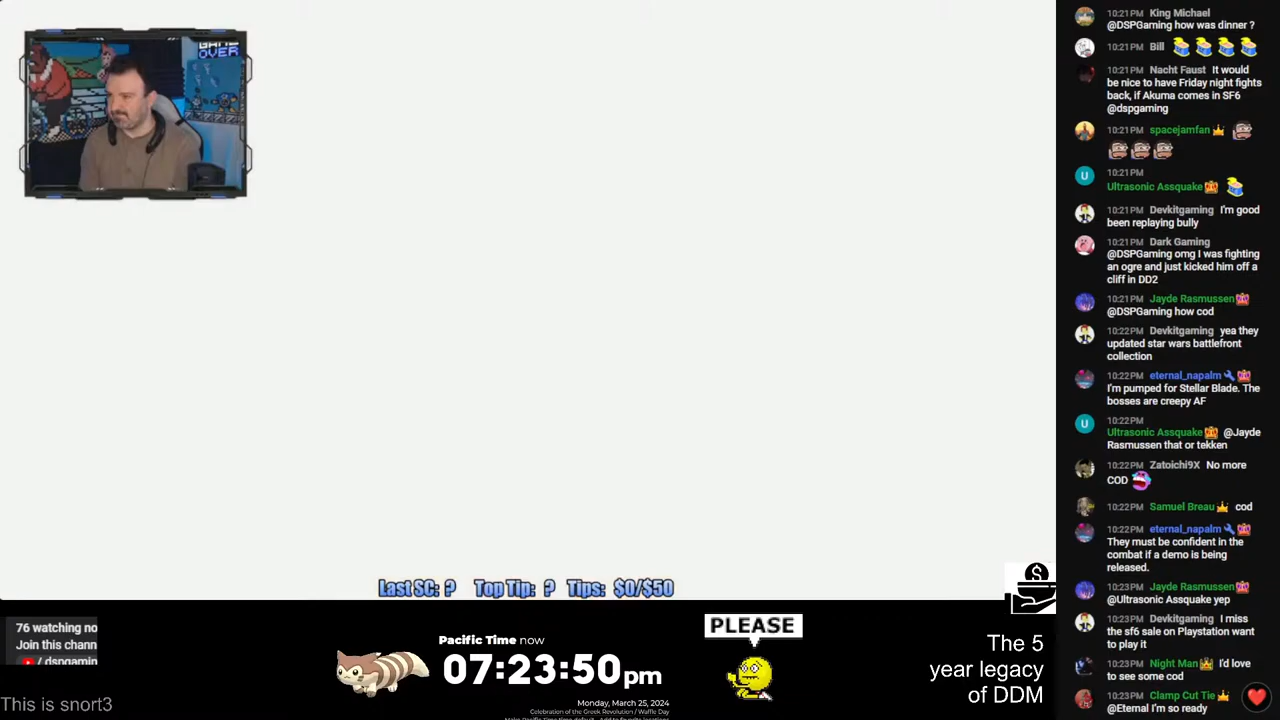 GAME
OVER
Last SC: ? Top Tip: ? Tips: $0/$50
76 watching no
Join this chann
/ dspgamin
This is snort3
Pacific Time now
07:23:50pm
Monday, March 25, 2024
Celebration of the Greek Revolution / Waffle Day
PLEASE
$
The 5
year legacy
of DDM
10:21PM King Michael
@DSPGaming how was dinner ?
10:21PM Bill
10:21PM Nacht Faust It would
be nice to have Friday night fights
back, if Akuma comes in SF6
@dspgaming
10:21PM spacejamfan
U
10:21PM
Ultrasonic Assquake
10:21PM Devkitgaming I'm good
been replaying bully
10:21PM Dark Gaming
@DSPGaming omg I was fighting
an ogre and just kicked him off a
cliff in DD2
10:21PM Jayde Rasmussen
@DSPGaming how cod
10:22PM Devkitgaming yea they
updated star wars battlefront
collection
10:22PM eternal_napalm
I'm pumped for Stellar Blade. The
bosses are creepy AF
U
10:22PM
Ultrasonic Assquake @Jayde
Rasmussen that or tekken
10:22PM Zatoichi9X No more
COD
10:22PM Samuel Breau cod
10:22PM eternal_napalm
They must be confident in the
combat if a demo is being
released.
10:23PM Jayde Rasmussen
@Ultrasonic Assquake yep
10:23PM Devkitgaming I miss
the sf6 sale on Playstation want
to play it
10:23PM Night Man I'd love
to see some cod
10:23PM Clamp Cut Tie
@Eternal I'm so ready